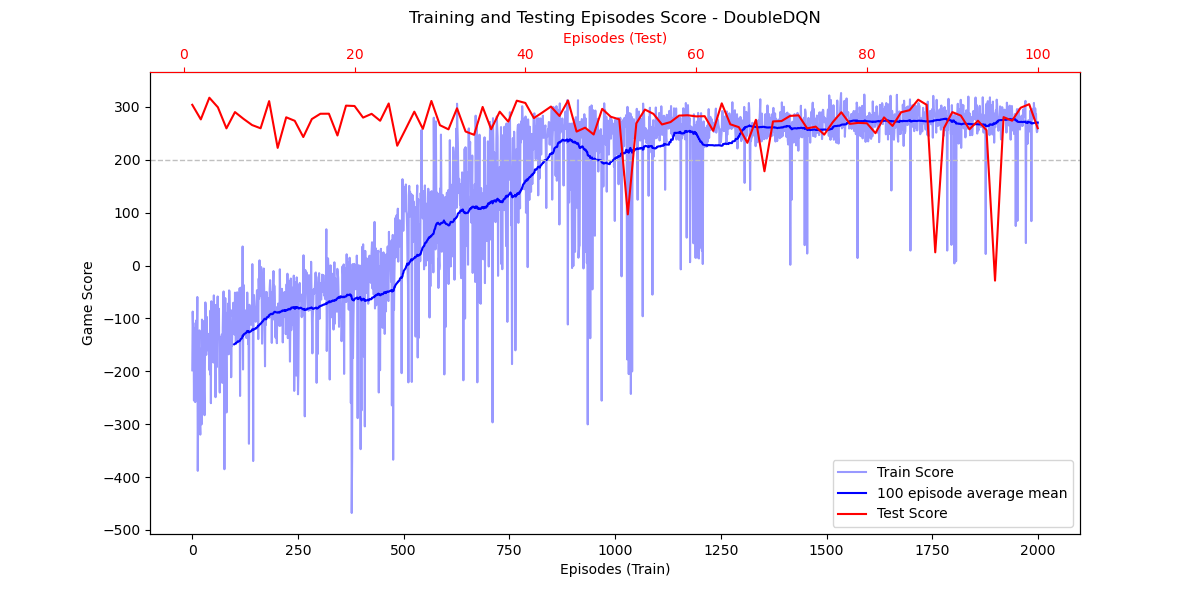 Training and Testing Episodes Score - DoubleDQN
Episodes (Test)
0 20 40 60 80 100
300
200
100
0
−100
−200
−300
−400
−500
Game Score
Train Score
100 episode average mean
Test Score
0 250 500 750 1000 1250 1500 1750 2000
Episodes (Train)